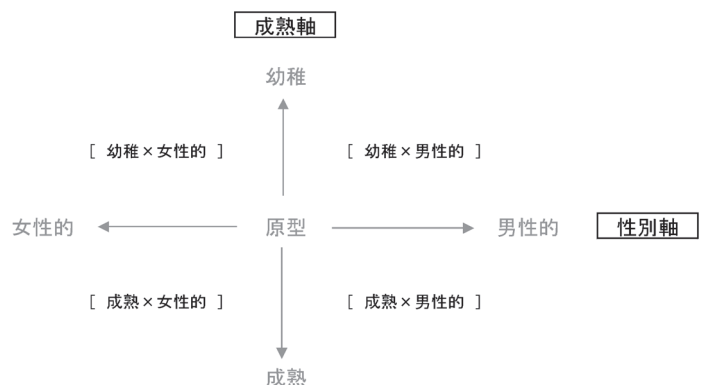 成熟軸
幼稚
[ 幼稚×女性的 ] [ 幼稚×男性的 ]
女性的 原型 男性的 性別軸
[ 成熟×女性的 ] [ 成熟×男性的 ]
成熟